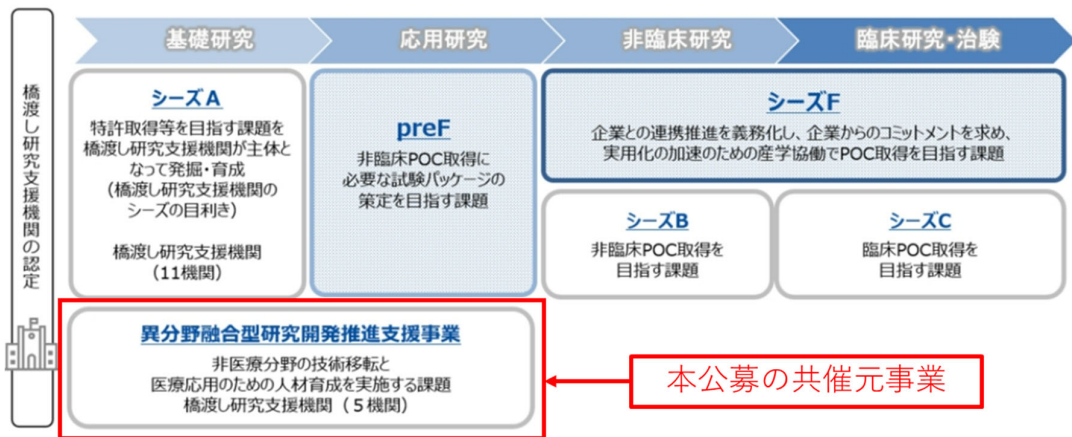 橋渡し研究支援機関の認定
基礎研究
応用研究
非臨床研究
臨床研究・治験
シーズA
特許取得等を目指す課題を
橋渡し研究支援機関が主体と
なって発掘・育成
(橋渡し研究支援機関の
シーズの目利き)
橋渡し研究支援機関
(11機関)
preF
非臨床POC取得に
必要な試験パッケージの
策定を目指す課題
シーズF
企業との連携推進を義務化し、企業からのコミットメントを求め、
実用化の加速のための産学協働でPOC取得を目指す課題
シーズB
非臨床POC取得を
目指す課題
シーズC
臨床POC取得を
目指す課題
異分野融合型研究開発推進支援事業
非医療分野の技術移転と
医療応用のための人材育成を実施する課題
橋渡し研究支援機関(5機関)
本公募の共催元事業